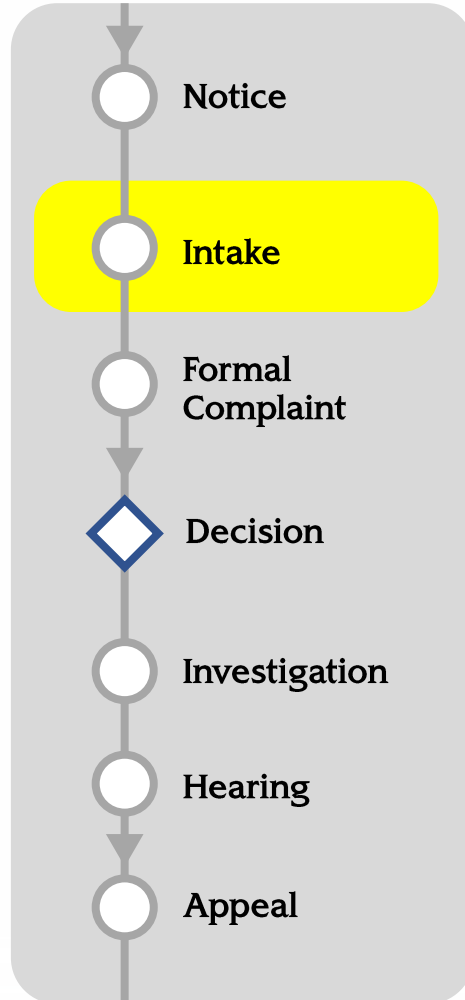 Notice
Intake
Formal
Complaint
Decision
Investigation
Hearing
Appeal